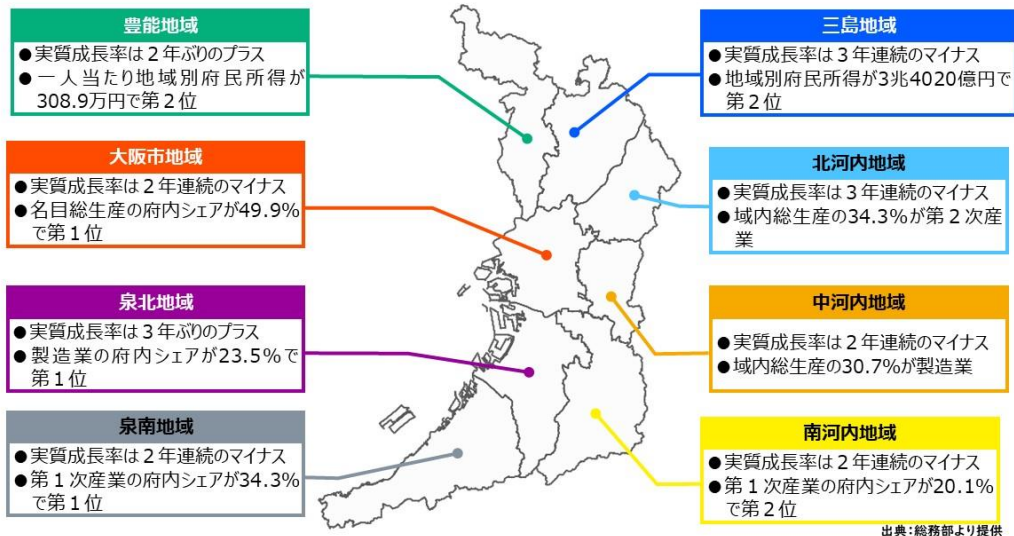 豊能地域
●実質成長率は２年ぶりのプラス
●一人当たり地域別府民所得が
308.9万円で第２位
大阪市地域
●実質成長率は２年連続のマイナス
●名目総生産の府内シェアが49.9%
で第１位
泉北地域
●実質成長率は３年ぶりのプラス
●製造業の府内シェアが23.5%で
第１位
泉南地域
●実質成長率は２年連続のマイナス
●第１次産業の府内シェアが34.3%
で第１位
三島地域
●実質成長率は３年連続のマイナス
●地域別府民所得が3兆4020億円で
第２位
北河内地域
●実質成長率は３年連続のマイナス
●域内総生産の34.3%が第２次産
業
中河内地域
●実質成長率は２年連続のマイナス
●域内総生産の30.7%が製造業
南河内地域
●実質成長率は２年連続のマイナス
●第１次産業の府内シェアが20.1%
で第２位
出典：総務部より提供